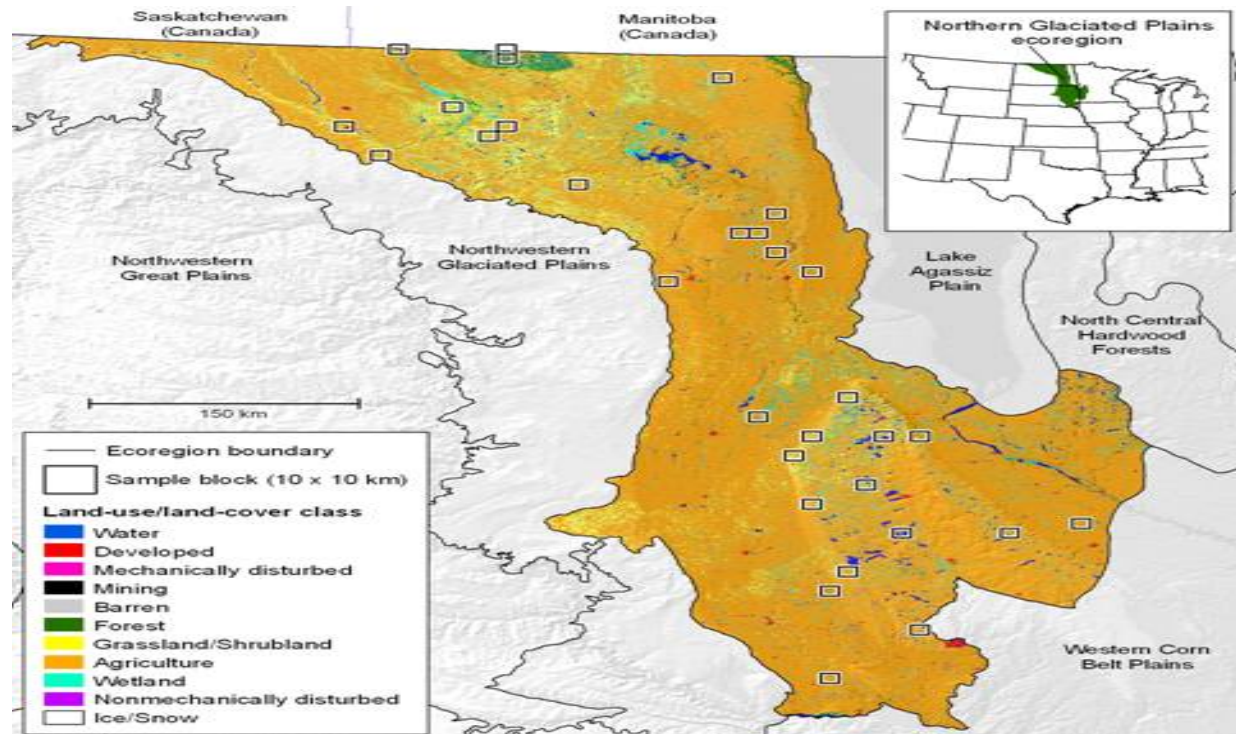 Saskatchewan
(Canada)
Manitoba
(Canada)
Northern Glaciated Plains
ecoregion
Northwestern
Great Plains
Northwestern
Glaciated Plains
Lake
Agassiz
Plain
North Central
Hardwood
Forests
150 km
Western Corn
Belt Plains
Ecoregion boundary
Sample block (10 x 10 km)
Land-use/land-cover class
Water
Developed
Mechanically disturbed
Mining
Barren
Forest
Grassland/Shrubland
Agriculture
Wetland
Nonmechanically disturbed
Ice/Snow